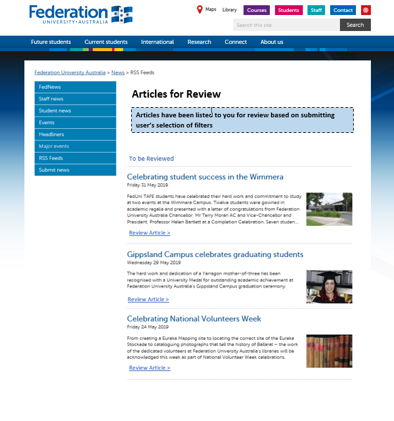 Federation
UNIVERSITY • AUSTRALIA
Maps Library Courses Students Staff Contact
Search this site Search
Future students Current students International Research Connect About us
Federation University Australia > News > RSS Feeds
FedNews
Staff news
Student news
Events
Headliners
Major events
RSS Feeds
Submit news
Articles for Review
Articles have been listed to you for review based on submitting
user's selection of filters
To be Reviewed
Celebrating student success in the Wimmera
Friday 31 May 2019
FedUni TAFE students have celebrated their hard work and commitment to study
at two events at the Wimmera Campus. Twelve students were gowned in
academic regalia and presented with a letter of congratulations from Federation
University Australia Chancellor, Mr Terry Moran AC and Vice-Chancellor and
President, Professor Helen Bartlett at a Completion Celebration. Seven student...
Review Article >
Gippsland Campus celebrates graduating students
Wednesday 29 May 2019
The hard work and dedication of a Yarragon mother-of-three has been
recognised with a University Medal for outstanding academic achievement at
Federation University Australia's Gippsland Campus graduation ceremony.
Review Article >
Celebrating National Volunteers Week
Friday 24 May 2019
From creating a Eureka Mapping site to locating the correct site of the Eureka
Stockade to cataloguing photographs that tell the history of Ballarat – the work
of the dedicated volunteers at Federation University Australia's libraries will be
acknowledged this week as part of National Volunteer Week celebrations.
Review Article >